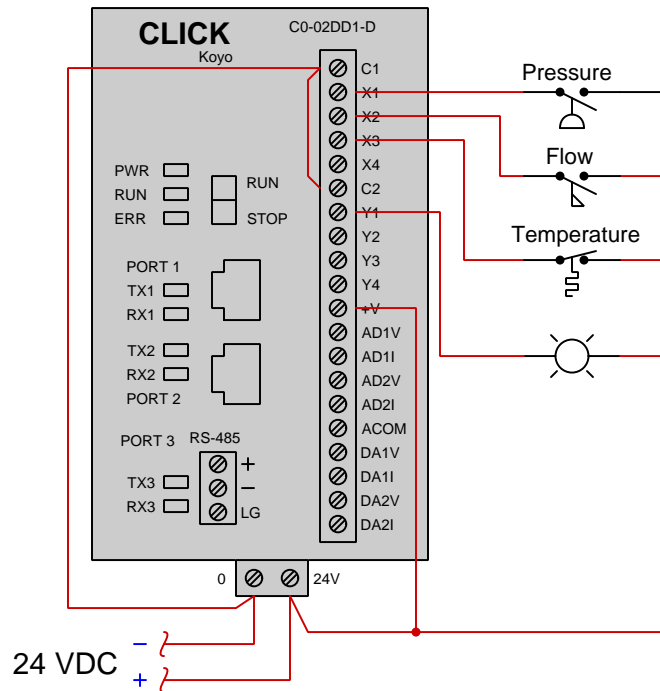 CLICK C0-02DD1-D
Koyo
C1
X1
X2
X3
X4
C2
Y1
Y2
Y3
Y4
+V
AD1V
AD1I
AD2V
AD2I
ACOM
DA1V
DA1I
DA2V
DA2I
PWR
RUN
ERR
RUN
STOP
PORT 1
TX1
RX1
TX2
RX2
PORT 2
PORT 3 RS-485
TX3
RX3
+
−
LG
0 24V
24 VDC
−
+
Pressure
Flow
Temperature